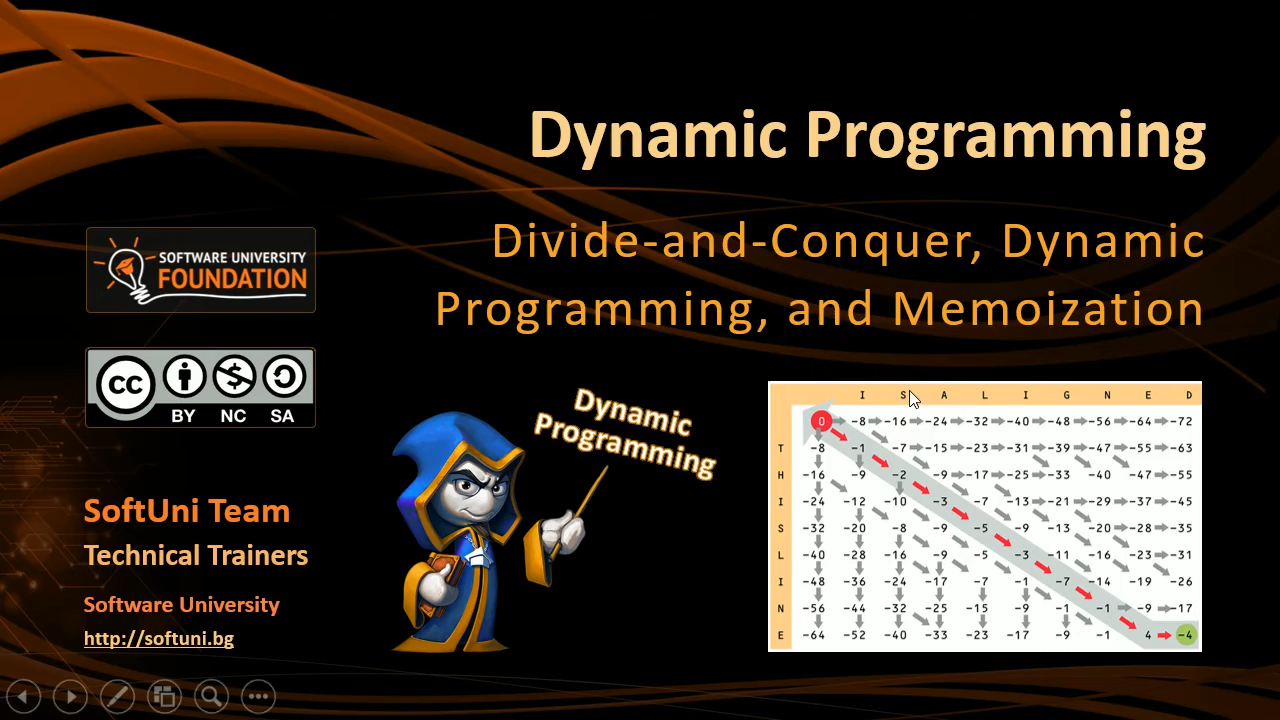 Dynamic Programming
Divide-and-Conquer, Dynamic
Programming, and Memoization
SOFTWARE UNIVERSITY
FOUNDATION
CC
BY NC SA
SoftUni Team
Technical Trainers
Software University
http://softuni.bg
Dynamic
Programming
I S A L I G N E D
0 -8 -16 -24 -32 -40 -48 -56 -64 -72
T -8 -1 -7 -15 -23 -31 -39 -47 -55 -63
H -16 -9 -2 -9 -17 -25 -33 -40 -47 -55
I -24 -12 -10 -3 -7 -13 -21 -29 -37 -45
S -32 -20 -8 -9 -5 -9 -13 -20 -28 -35
L -40 -28 -16 -9 -5 -3 -11 -16 -23 -31
I -48 -36 -24 -17 -7 -1 -7 -14 -19 -26
N -56 -44 -32 -25 -15 -9 -1 -1 -9 -17
E -64 -52 -40 -33 -23 -17 -9 -1 4 -4